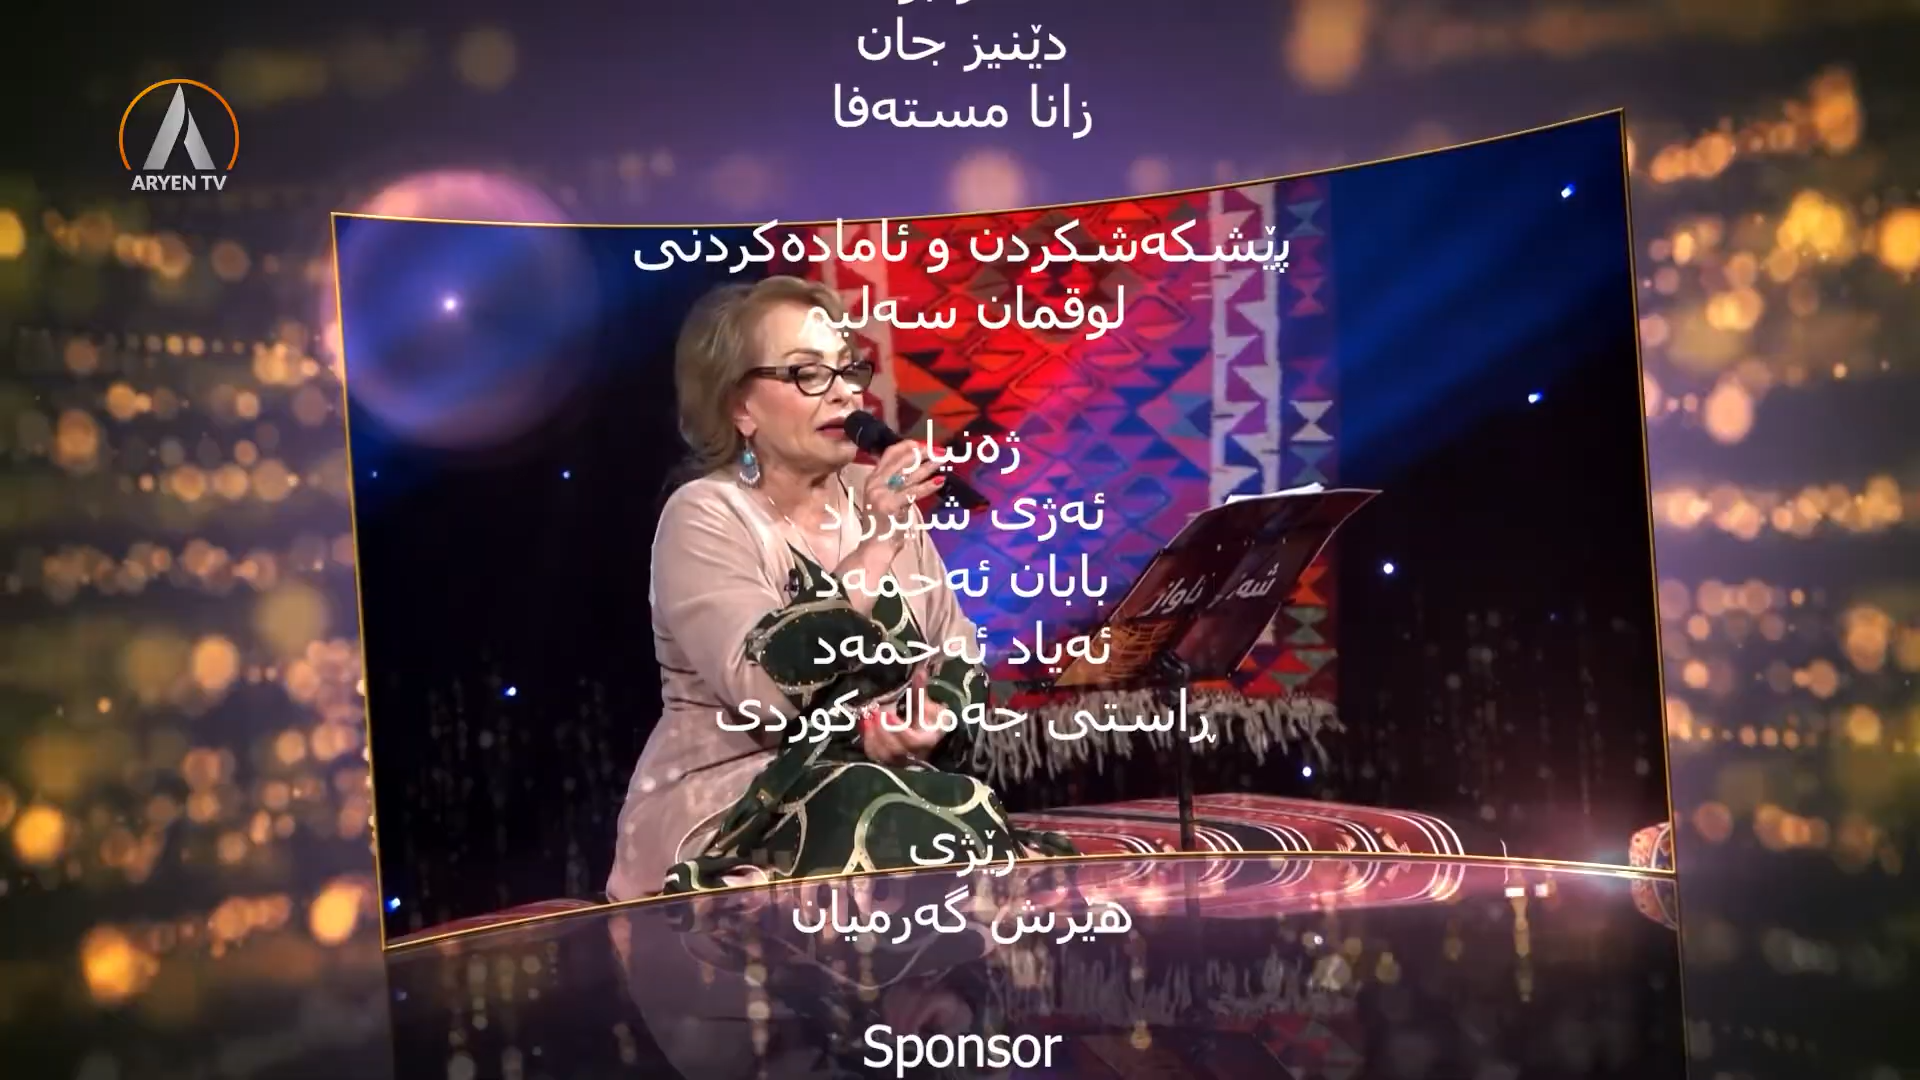 دێنیز جان
زانا مستەفا
ARYEN TV
پێشکەشکردن و ئامادەکردنی
لوقمان سەلیم
ژەنیار
ئەژی شێرزاد
بابان ئەحمەد
ئەیاد ئەحمەد
ڕاستی جەمال کوردی
رێژی
هێرش گەرمیان
Sponsor